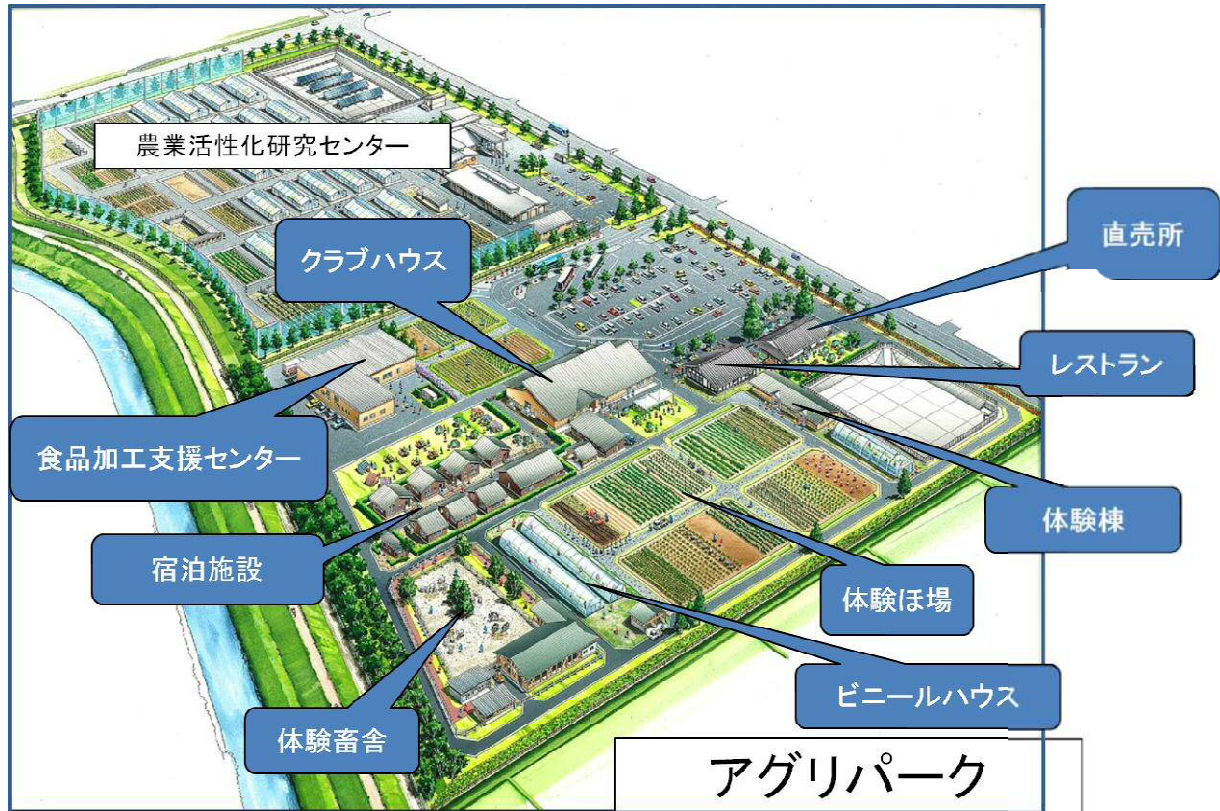 農業活性化研究センター
直売所
クラブハウス
レストラン
食品加工支援センター
体験棟
宿泊施設
体験ほ場
ビニールハウス
体験畜舎
アグリパーク